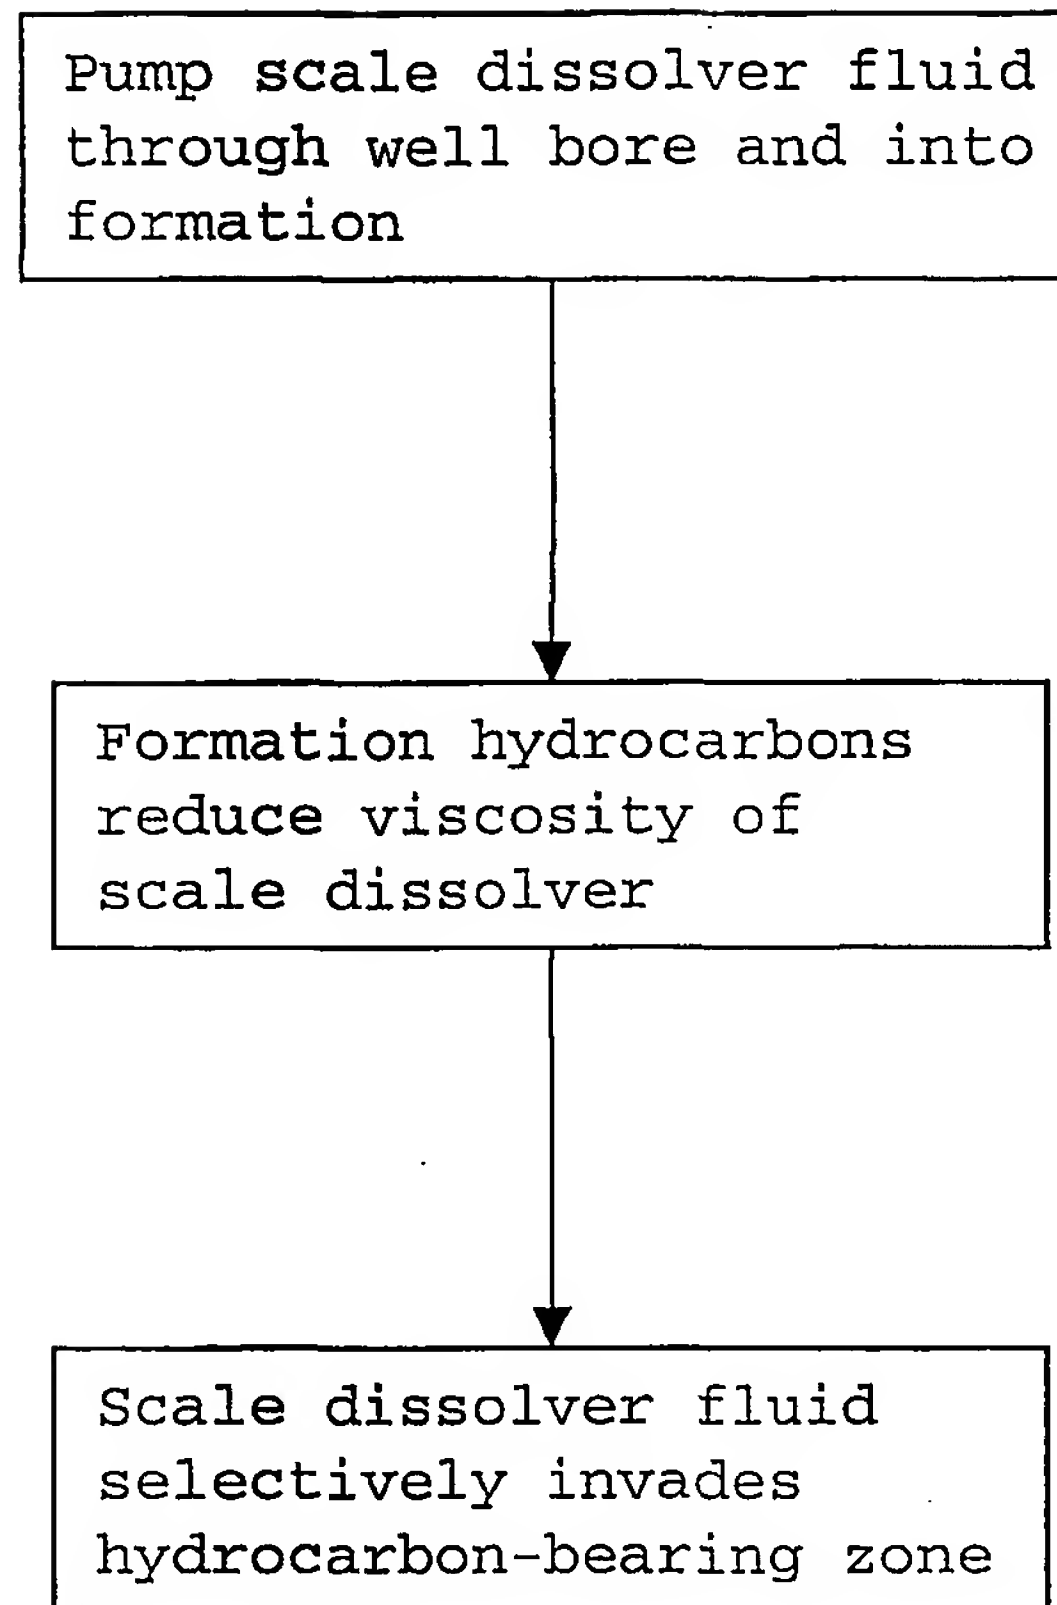 Pump scale dissolver fluid
through well bore and into
formation
Formation hydrocarbons
reduce viscosity of
scale dissolver
Scale dissolver fluid
selectively invades
hydrocarbon-bearing zone